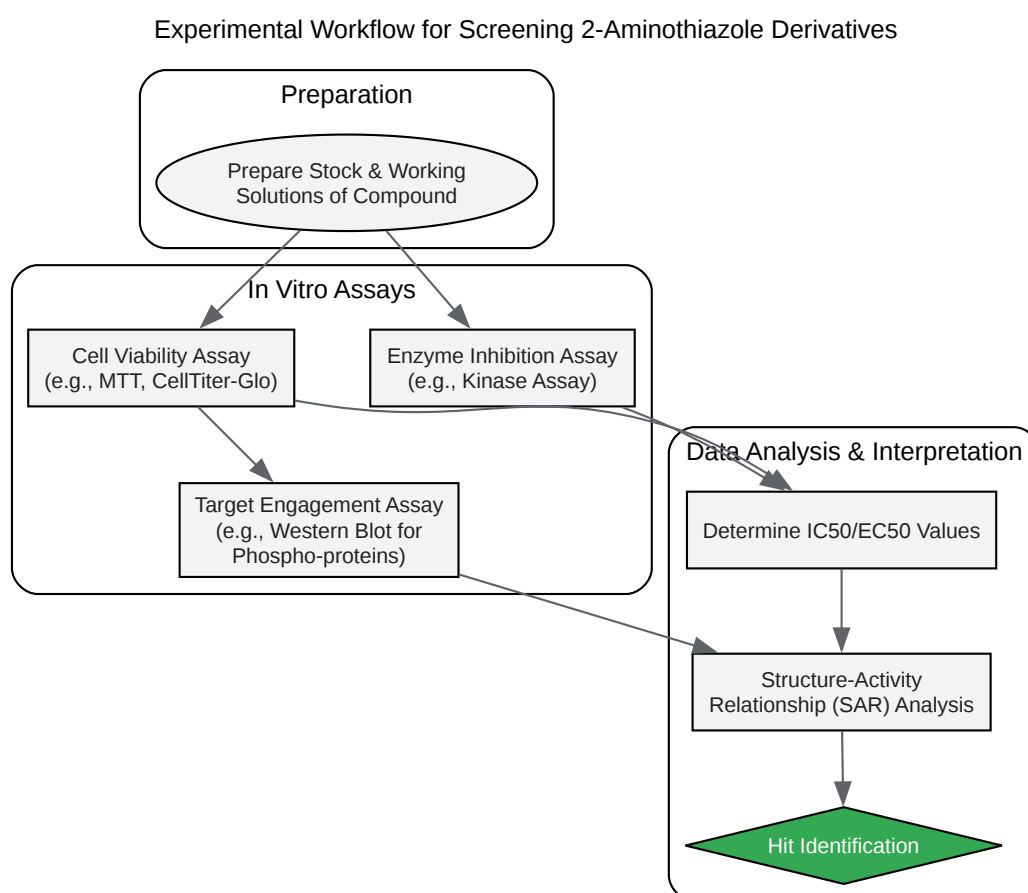 Experimental Workflow for Screening 2-Aminothiazole Derivatives
Preparation
Prepare Stock & Working
Solutions of Compound
In Vitro Assays
Cell Viability Assay
(e.g., MTT, CellTiter-Glo)
Enzyme Inhibition Assay
(e.g., Kinase Assay)
Target Engagement Assay
(e.g., Western Blot for
Phospho-proteins)
Data Analysis & Interpretation
Determine IC50/EC50 Values
Structure-Activity
Relationship (SAR) Analysis
Hit Identification